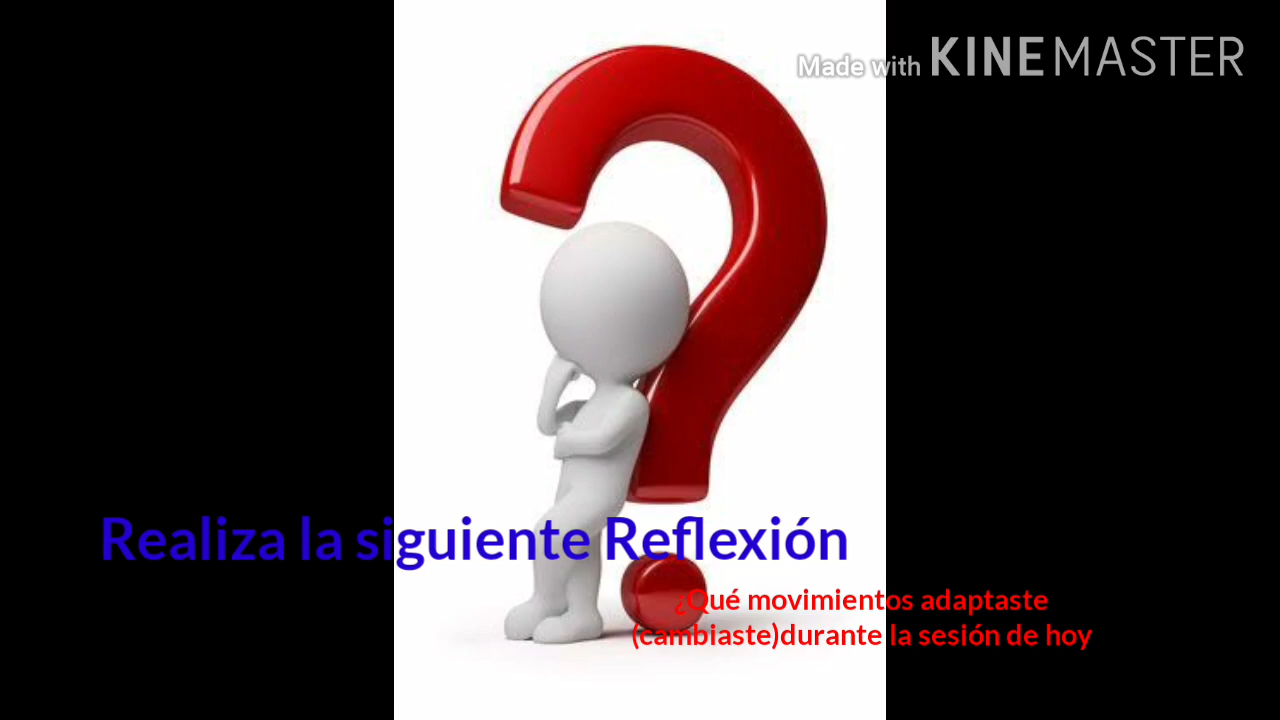 Made with KINEMASTER
Realiza la siguiente Reflexión
¿Qué movimientos adaptaste
(cambiaste)durante la sesión de hoy